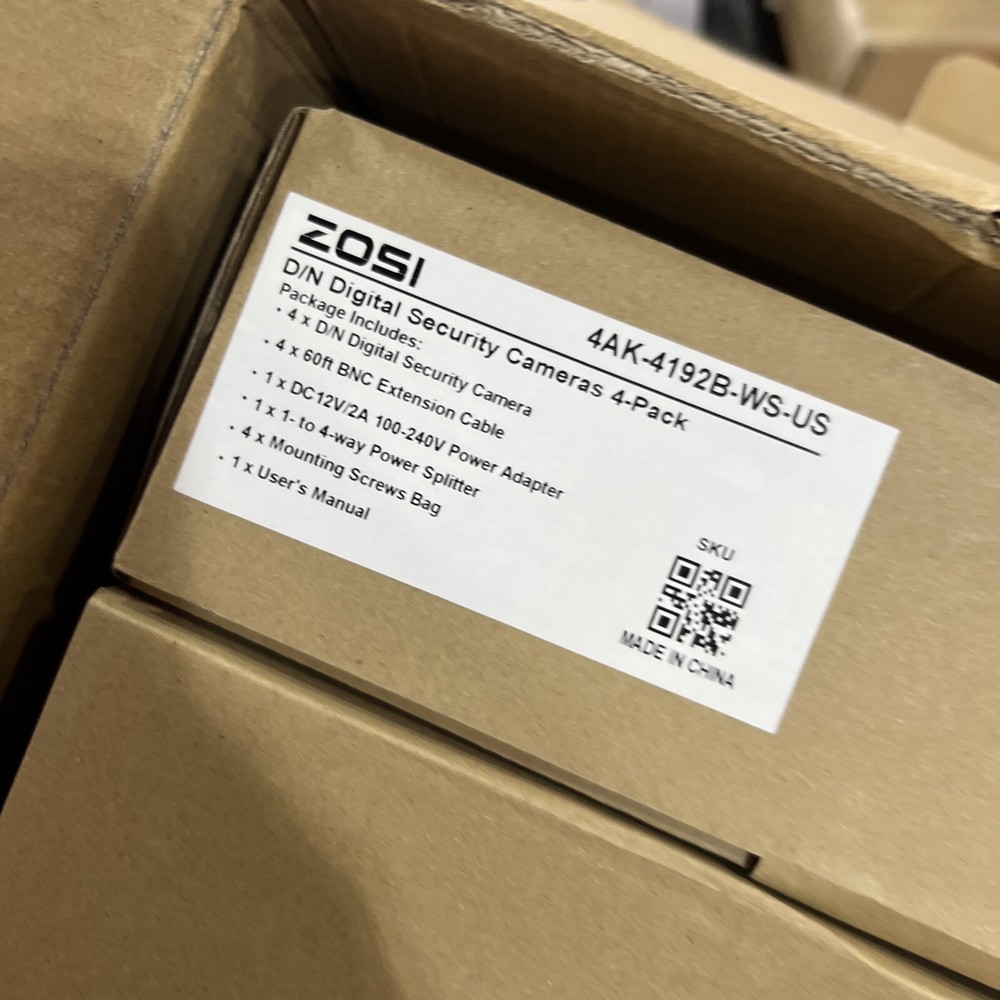 ZOSI
4AK-4192B-WS-US
D/N Digital Security Cameras 4-Pack
Package Includes:
· 4 x D/N Digital Security Camera
· 4 x 60ft BNC Extension Cable
· 1 x DC12V/2A 100-240V Power Adapter
· 1 x 1- to 4-way Power Splitter
· 4 x Mounting Screws Bag
· 1 x User's Manual
SKU
MADE IN CHINA